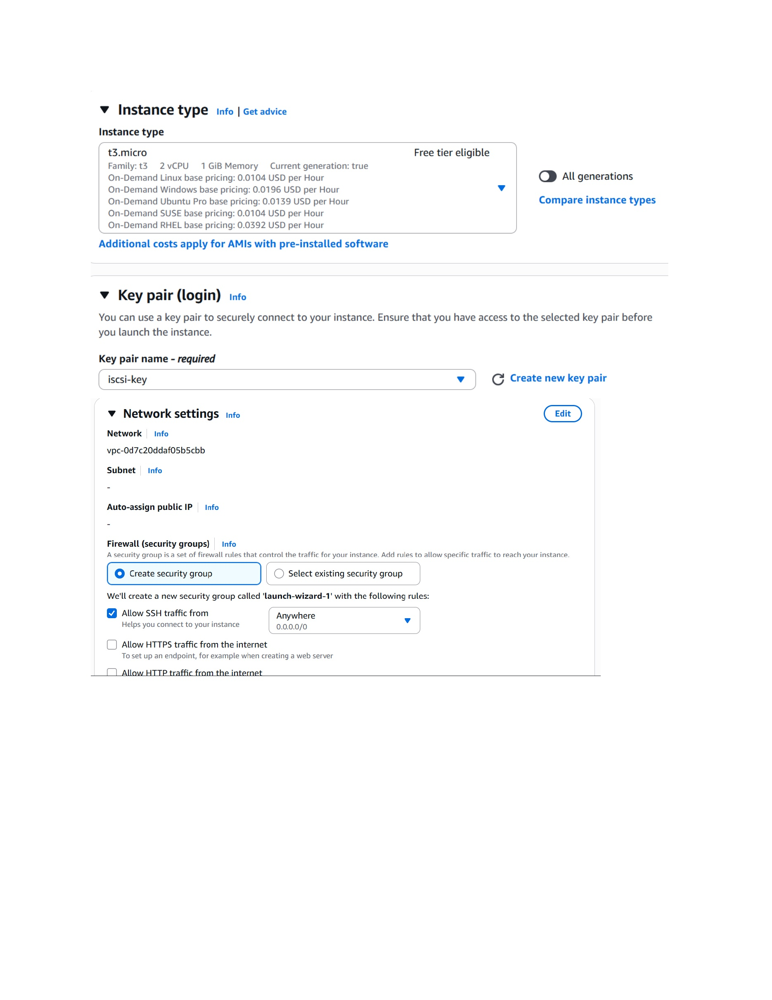 Instance type Info | Get advice
Instance type
t3.micro Free tier eligible
Family: t3 2 vCPU 1 GiB Memory Current generation: true
On-Demand Linux base pricing: 0.0104 USD per Hour
On-Demand Windows base pricing: 0.0196 USD per Hour
On-Demand Ubuntu Pro base pricing: 0.0139 USD per Hour
On-Demand SUSE base pricing: 0.0104 USD per Hour
On-Demand RHEL base pricing: 0.0392 USD per Hour
All generations
Compare instance types
Additional costs apply for AMIs with pre-installed software
Key pair (login) Info
You can use a key pair to securely connect to your instance. Ensure that you have access to the selected key pair before
you launch the instance.
Key pair name - required
iscsi-key
Create new key pair
Network settings Info
Edit
Network Info
vpc-0d7c20ddaf05b5cbb
Subnet Info
-
Auto-assign public IP Info
-
Firewall (security groups) Info
A security group is a set of firewall rules that control the traffic for your instance. Add rules to allow specific traffic to reach your instance.
Create security group
Select existing security group
We'll create a new security group called 'launch-wizard-1' with the following rules:
Allow SSH traffic from
Helps you connect to your instance
Anywhere
0.0.0.0/0
Allow HTTPS traffic from the internet
To set up an endpoint, for example when creating a web server
Allow HTTP traffic from the internet